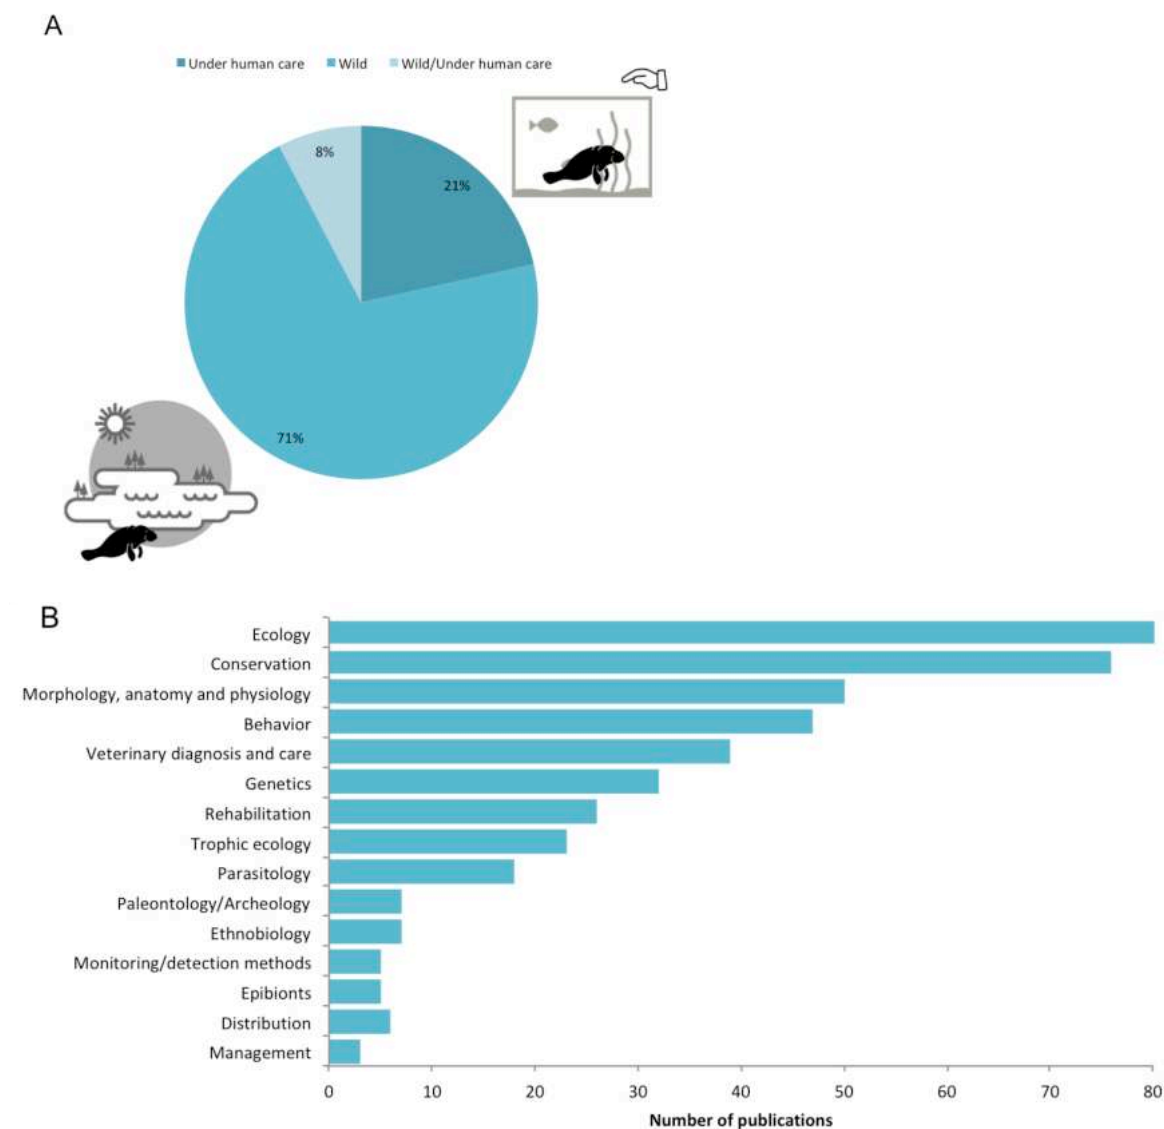 A
Under human care Wild Wild/Under human care
8%
21%
71%
B
Ecology
Conservation
Morphology, anatomy and physiology
Behavior
Veterinary diagnosis and care
Genetics
Rehabilitation
Trophic ecology
Parasitology
Paleontology/Archeology
Ethnobiology
Monitoring/detection methods
Epibionts
Distribution
Management
0 10 20 30 40 50 60 70 80
Number of publications